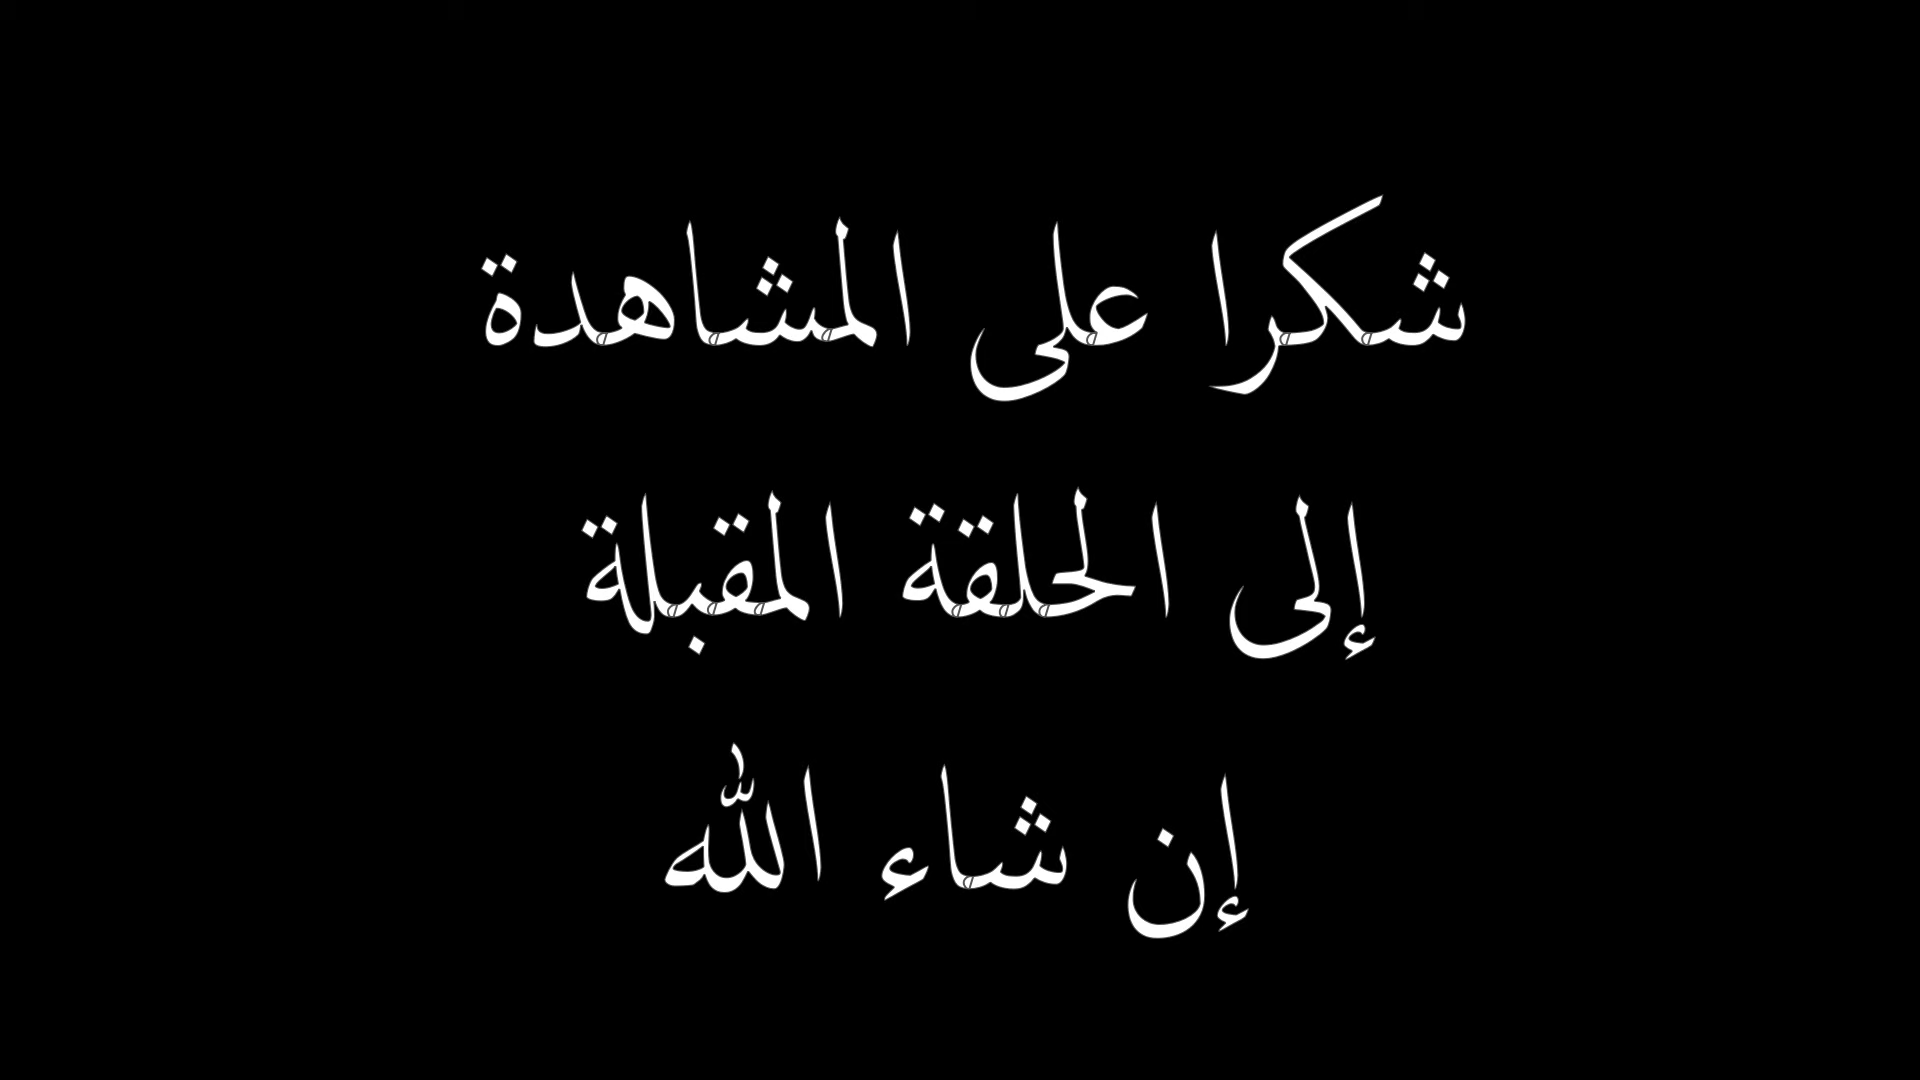 شكرا على المشاهدة
إلى الحلقة المقبلة
إن شاء الله